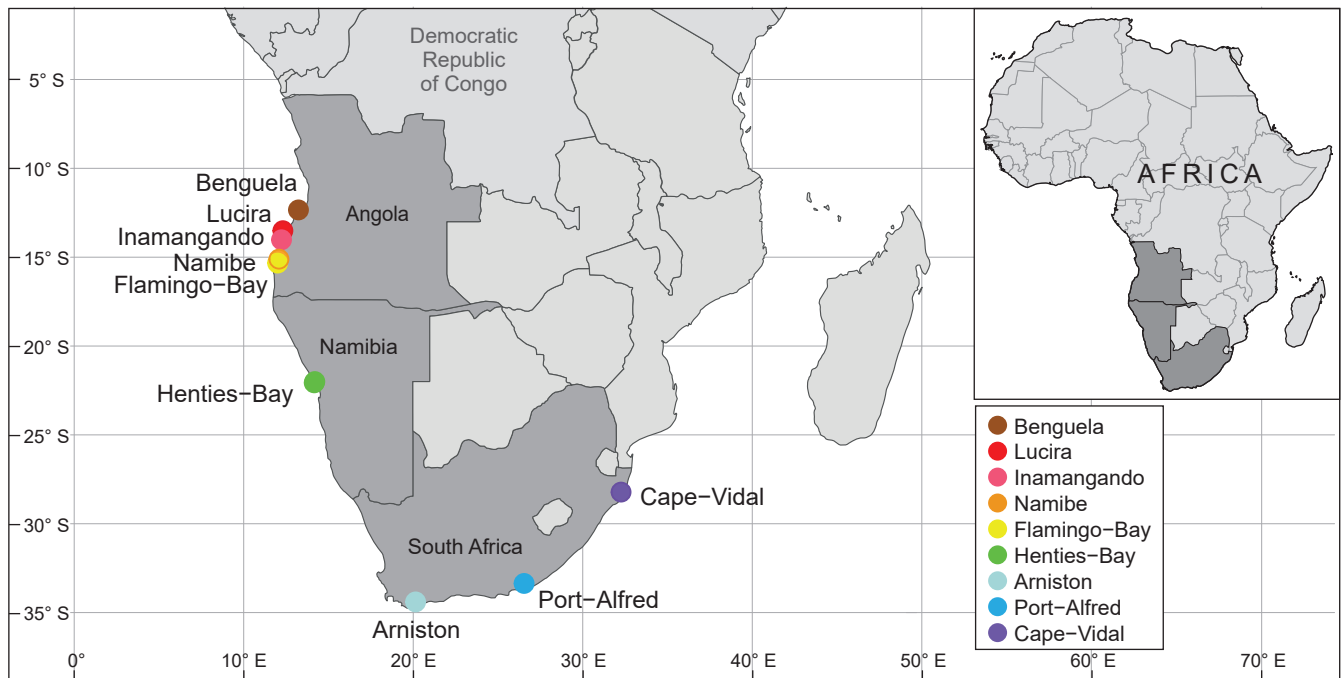 Democratic
Republic
of Congo
5° S
10° S
15° S
20° S
25° S
30° S
35° S
Benguela
Lucira
Inamangando
Namibe
Flamingo−Bay
Angola
Namibia
Henties−Bay
Cape−Vidal
South Africa
Port−Alfred
Arniston
0°
10° E
20° E
30° E
40° E
50° E
60° E
70° E
AFRICA
Benguela
Lucira
Inamangando
Namibe
Flamingo−Bay
Henties−Bay
Arniston
Port−Alfred
Cape−Vidal